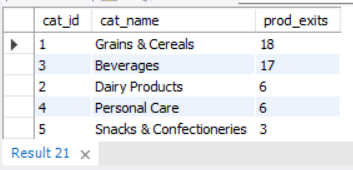 cat_id cat_name prod_exits
1 Grains & Cereals 18
3 Beverages 17
2 Dairy Products 6
4 Personal Care 6
5 Snacks & Confectioneries 3
Result 21 ×